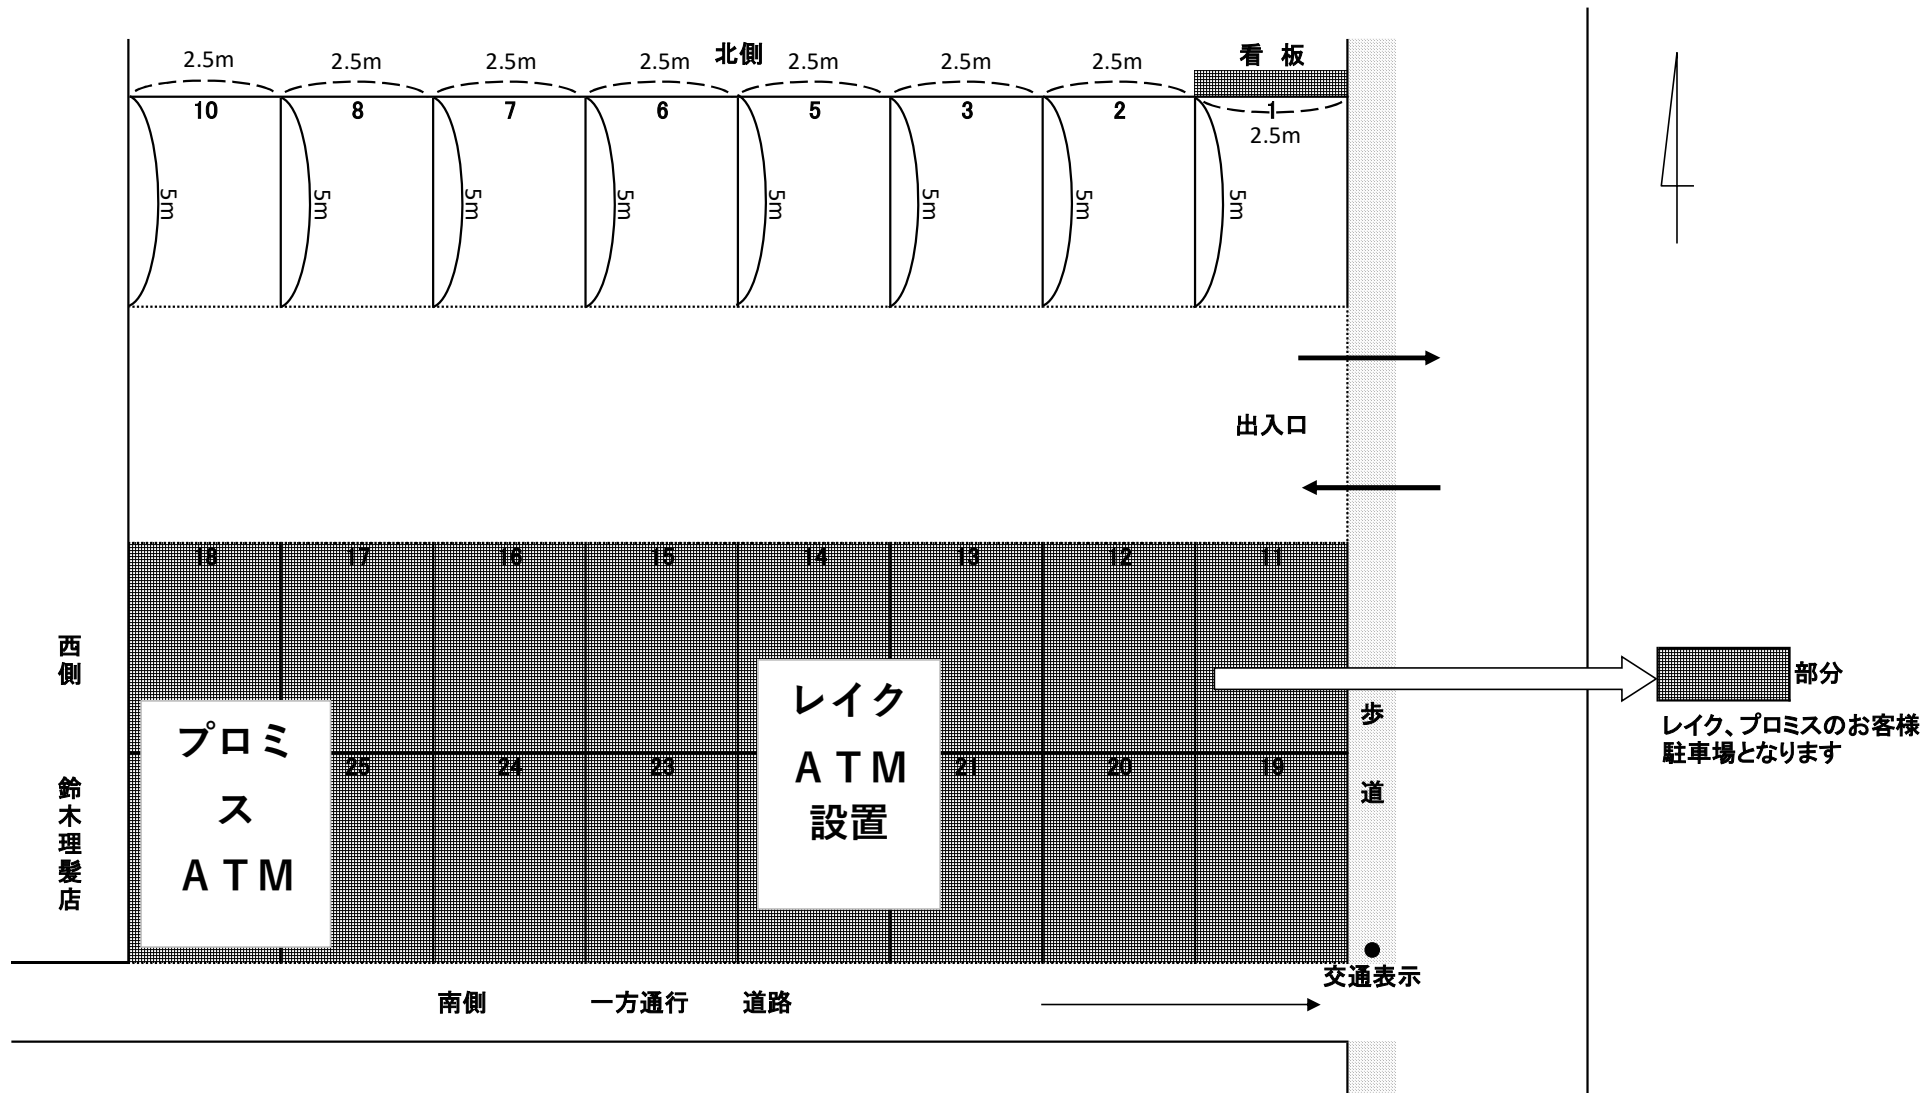 北側
看 板
2.5m 2.5m 2.5m 2.5m 2.5m 2.5m 2.5m
10 8 7 6 5 3 2 1
2.5m
5m 5m 5m 5m 5m 5m 5m 5m
出入口
18 17 16 15 14 13 12 11
西側
プロミ
ス
ATM
レイク
ATM
設置
部分
レイク、プロミスのお客様
駐車場となります
歩道
25 24 23 21 20 19
鈴木理髪店
交通表示
南側 一方通行 道路